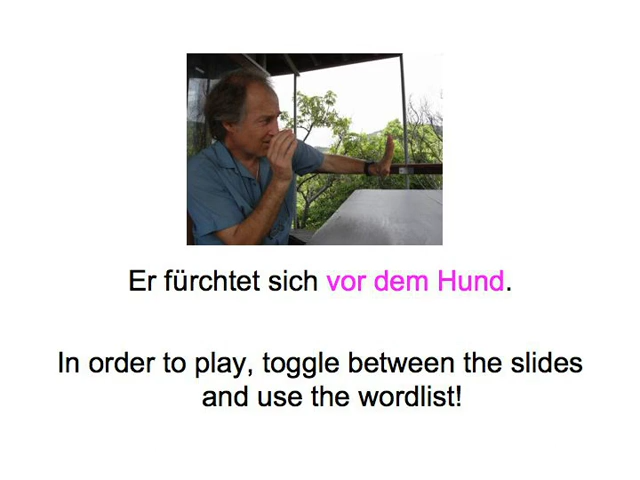 Er fürchtet sich vor dem Hund.
In order to play, toggle between the slides
and use the wordlist!